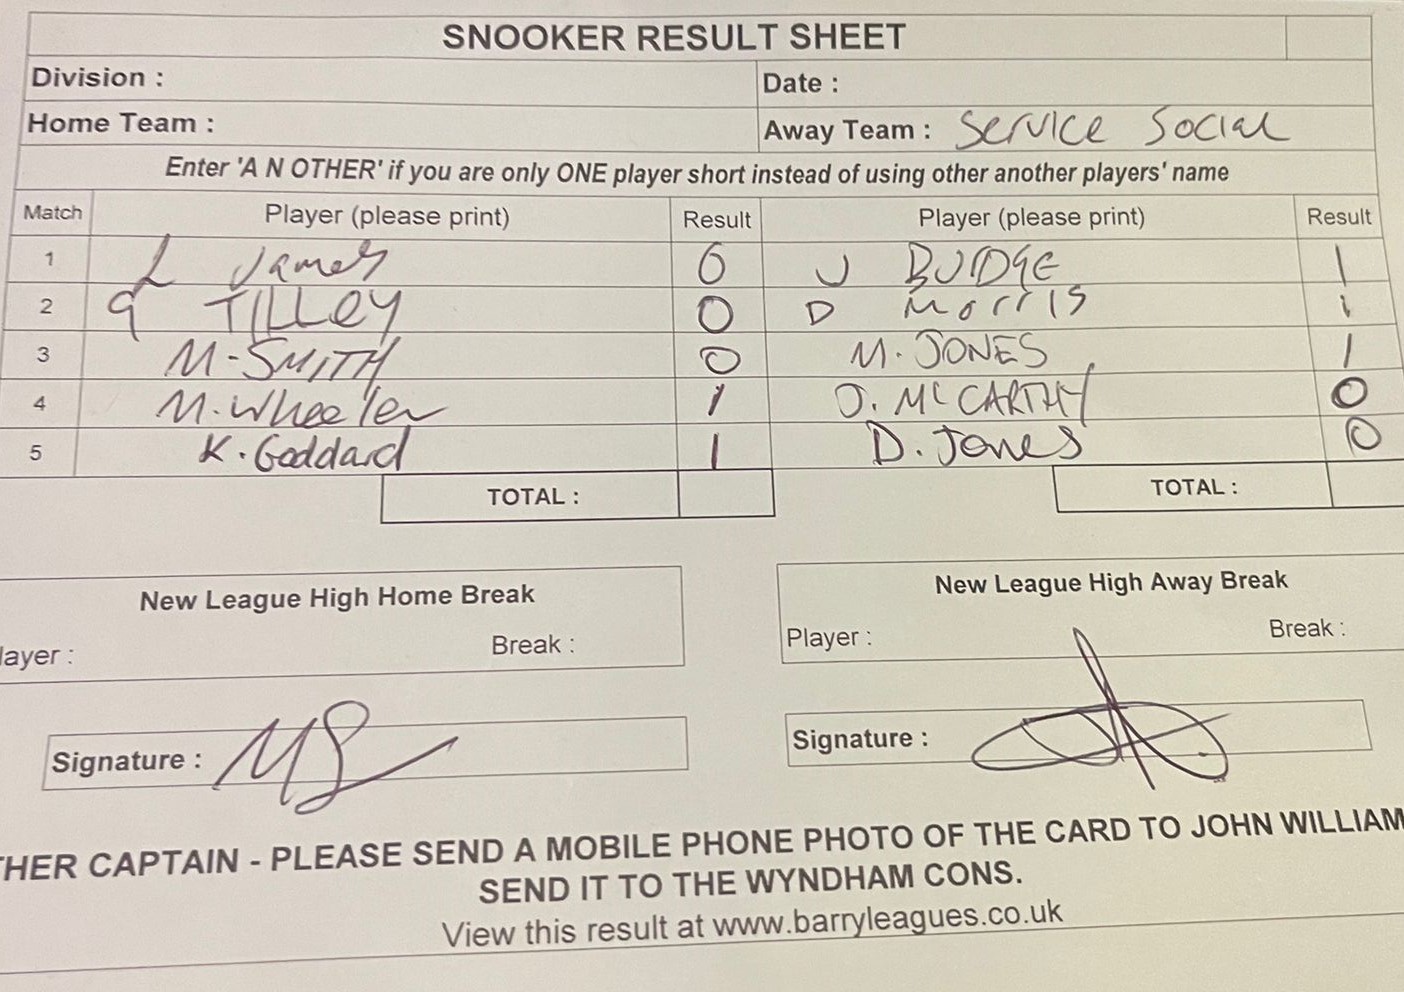 SNOOKER RESULT SHEET
Division : Date :
Home Team : Away Team : Service Social
Enter 'A N OTHER' if you are only ONE player short instead of using other another players' name
Match Player (please print) Result Player (please print) Result
1 L James 0 J BUDGE 1
2 G TILLEY 0 D Morris 1
3 M-SMITH 0 M. JONES 1
4 M. Wheeler 1 J. McCARTHY 0
5 K. Goddard 1 D. Jones 0
TOTAL : TOTAL :
New League High Home Break New League High Away Break
layer : Break : Player : Break :
Signature : MS Signature :
THER CAPTAIN - PLEASE SEND A MOBILE PHONE PHOTO OF THE CARD TO JOHN WILLIAM
SEND IT TO THE WYNDHAM CONS.
View this result at www.barryleagues.co.uk